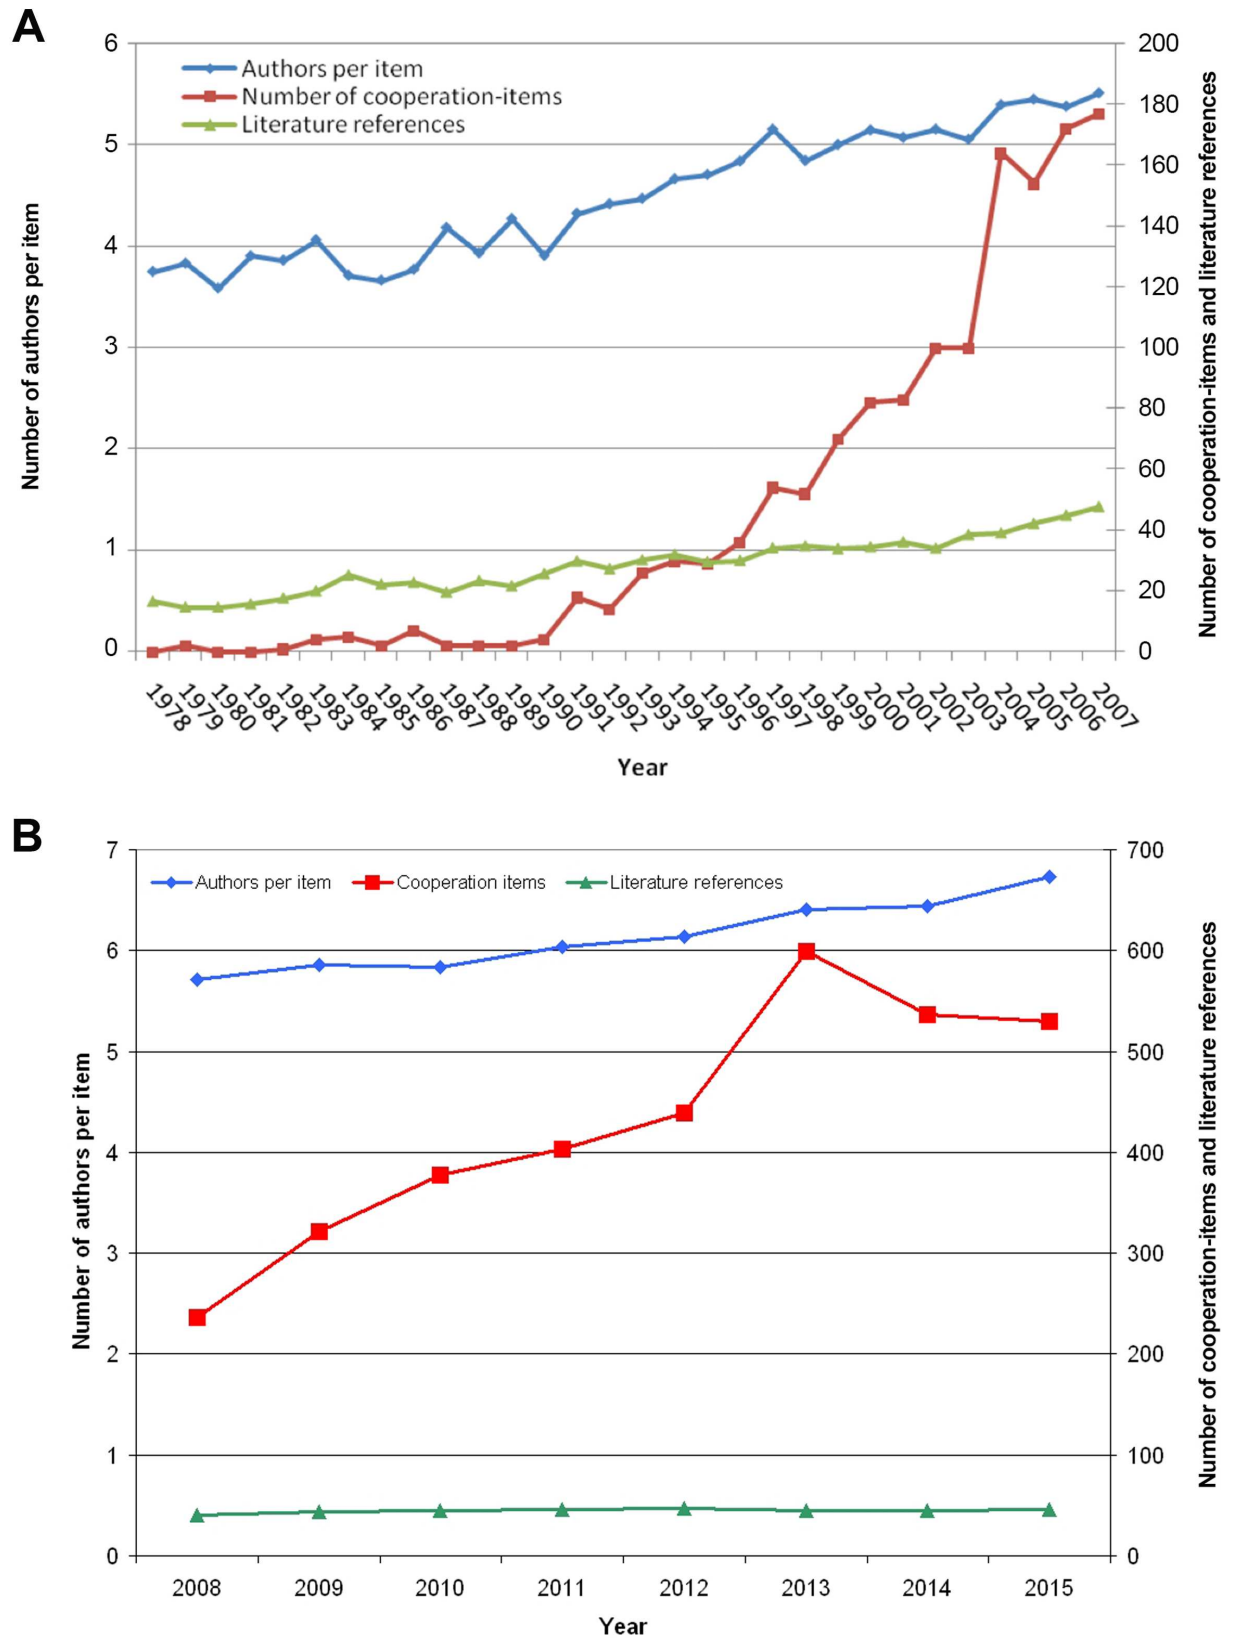 A
6
5
4
3
2
1
0
200
180
160
140
120
100
80
60
40
20
0
Authors per item
Number of cooperation-items
Literature references
Number of authors per item
Number of cooperation-items and literature references
1978 1979 1980 1981 1982 1983 1984 1985 1986 1987 1988 1989 1990 1991 1992 1993 1994 1995 1996 1997 1998 1999 2000 2001 2002 2003 2004 2005 2006 2007
Year
B
7
6
5
4
3
2
1
0
700
600
500
400
300
200
100
0
Authors per item Cooperation items Literature references
Number of authors per item
Number of cooperation-items and literature references
2008 2009 2010 2011 2012 2013 2014 2015
Year